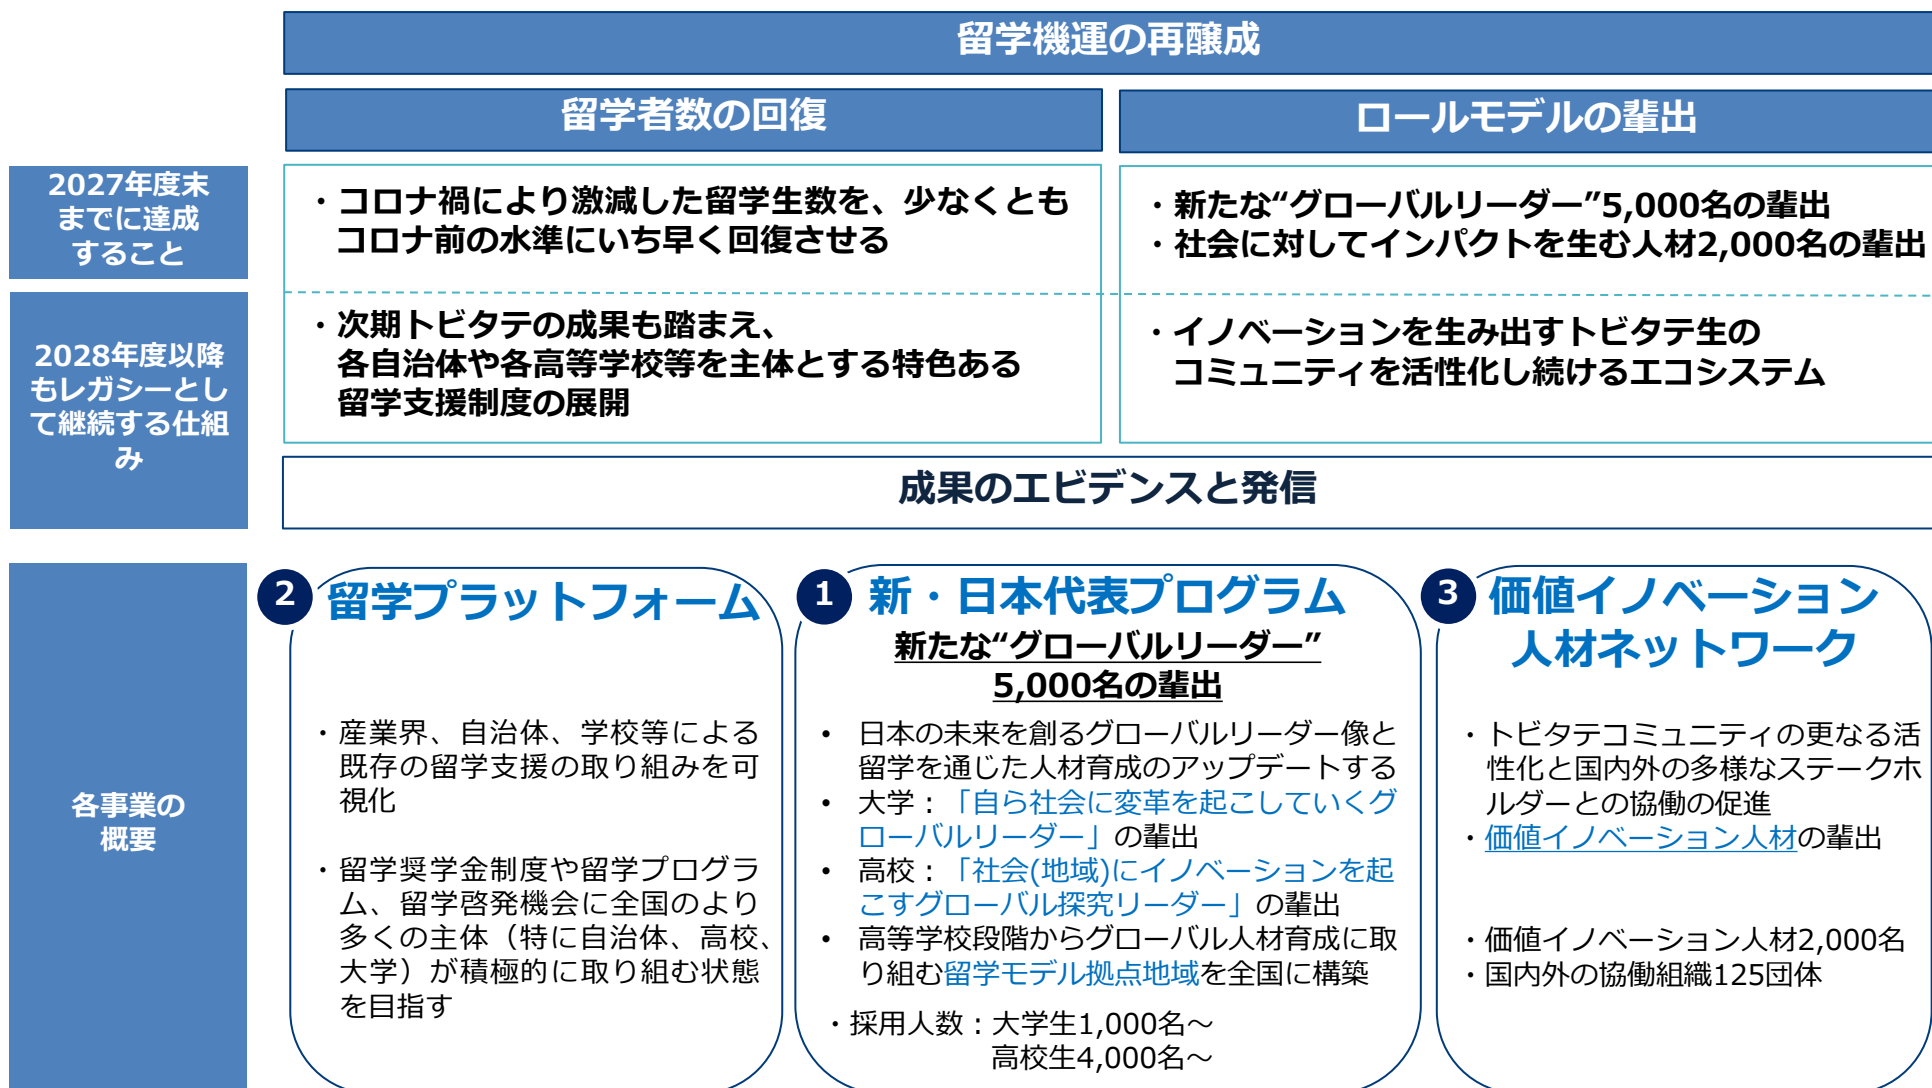 留学機運の再醸成
留学者数の回復
ロールモデルの輩出
2027年度末
までに達成
すること
・コロナ禍により激減した留学生数を、少なくとも
コロナ前の水準にいち早く回復させる
・新たな“グローバルリーダー”5,000名の輩出
・社会に対してインパクトを生む人材2,000名の輩出
2028年度以降
もレガシーとし
て継続する仕組
み
・次期トビタテの成果も踏まえ、
各自治体や各高等学校等を主体とする特色ある
留学支援制度の展開
・イノベーションを生み出すトビタテ生の
コミュニティを活性化し続けるエコシステム
成果のエビデンスと発信
各事業の
概要
2 留学プラットフォーム
・産業界、自治体、学校等による
既存の留学支援の取り組みを可
視化
・留学奨学金制度や留学プログラ
ム、留学啓発機会に全国のより
多くの主体（特に自治体、高校、
大学）が積極的に取り組む状態
を目指す
1 新・日本代表プログラム
新たな“グローバルリーダー”
5,000名の輩出
• 日本の未来を創るグローバルリーダー像と
留学を通じた人材育成のアップデートする
• 大学：「自ら社会に変革を起こしていくグ
ローバルリーダー」の輩出
• 高校：「社会(地域)にイノベーションを起
こすグローバル探究リーダー」の輩出
• 高等学校段階からグローバル人材育成に取
り組む留学モデル拠点地域を全国に構築
・採用人数：大学生1,000名～
高校生4,000名～
3 価値イノベーション
人材ネットワーク
・トビタテコミュニティの更なる活
性化と国内外の多様なステークホ
ルダーとの協働の促進
・価値イノベーション人材の輩出
・価値イノベーション人材2,000名
・国内外の協働組織125団体